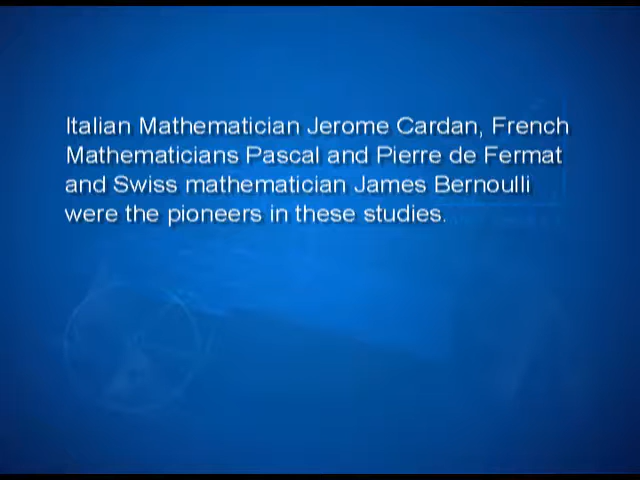 Italian Mathematician Jerome Cardan, French
Mathematicians Pascal and Pierre de Fermat
and Swiss mathematician James Bernoulli
were the pioneers in these studies.